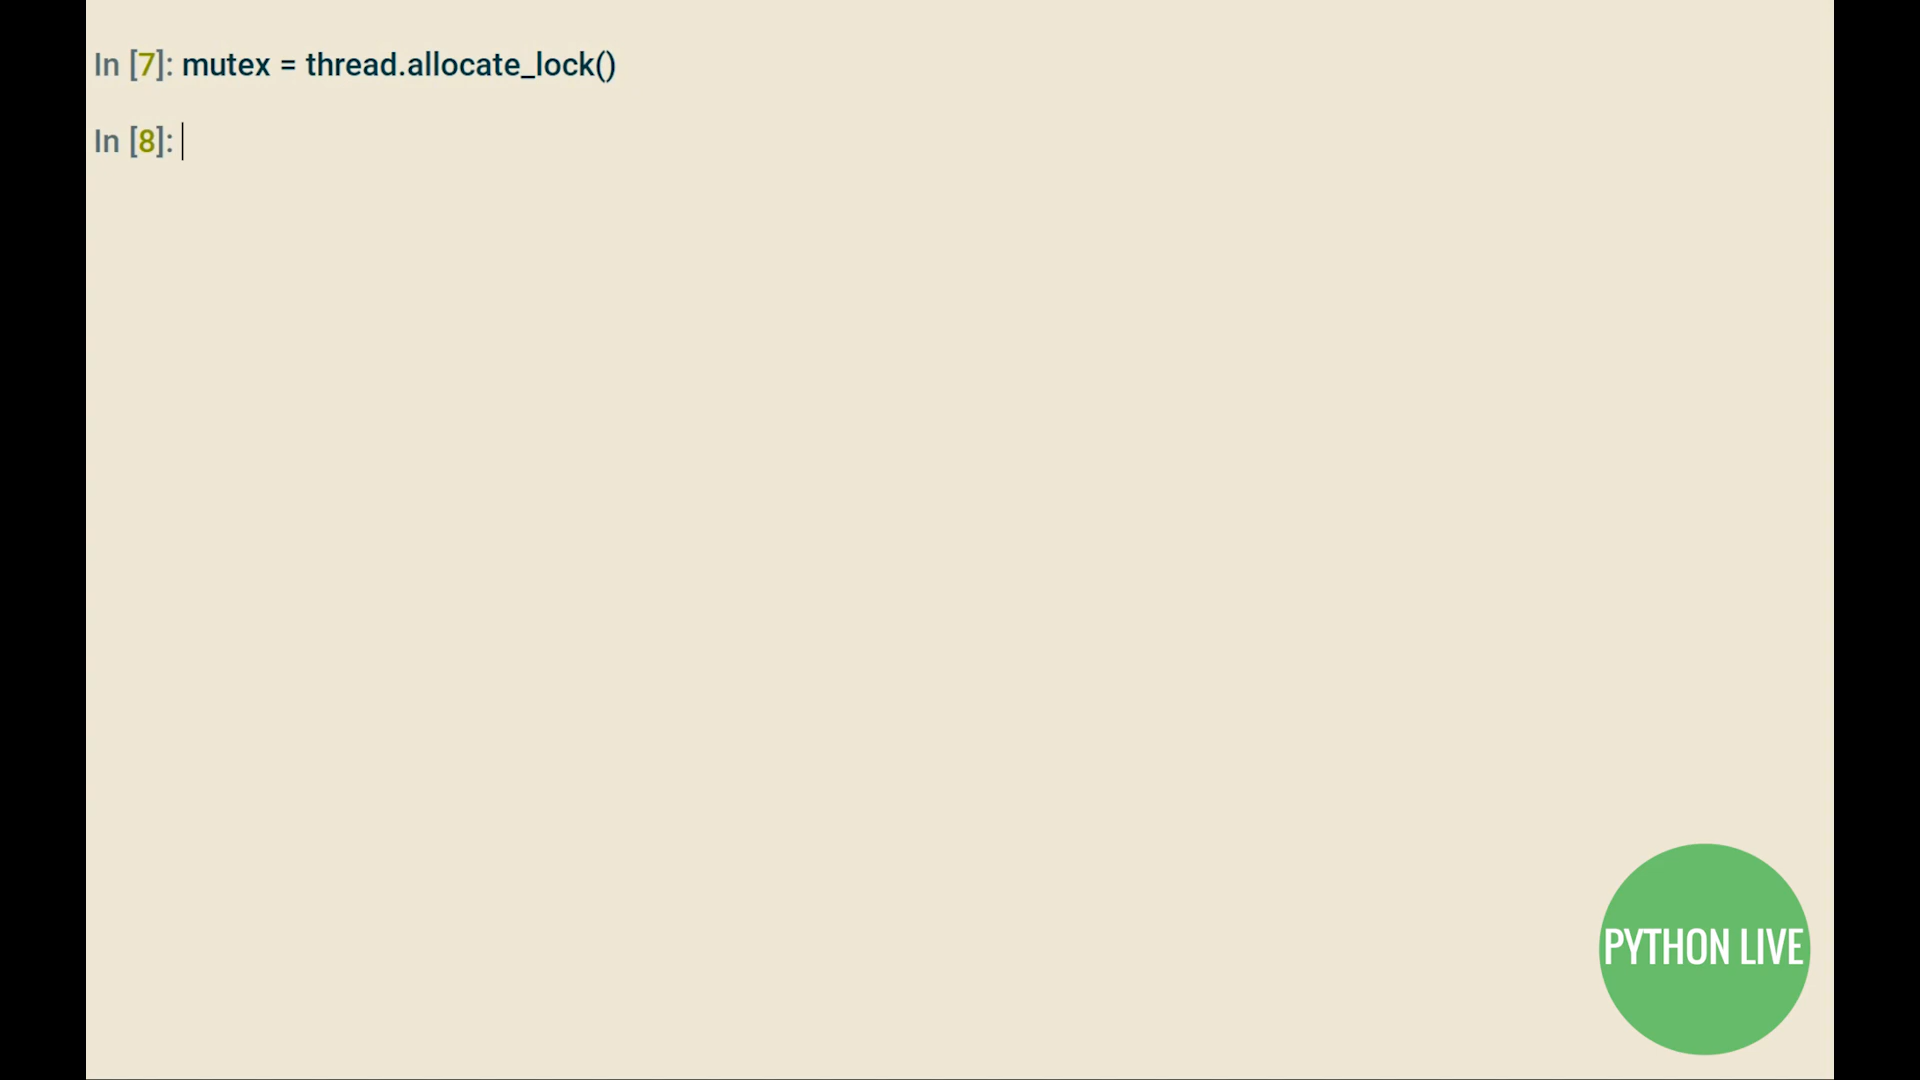 In [7]: mutex = thread.allocate_lock()
In [8]:
PYTHON LIVE